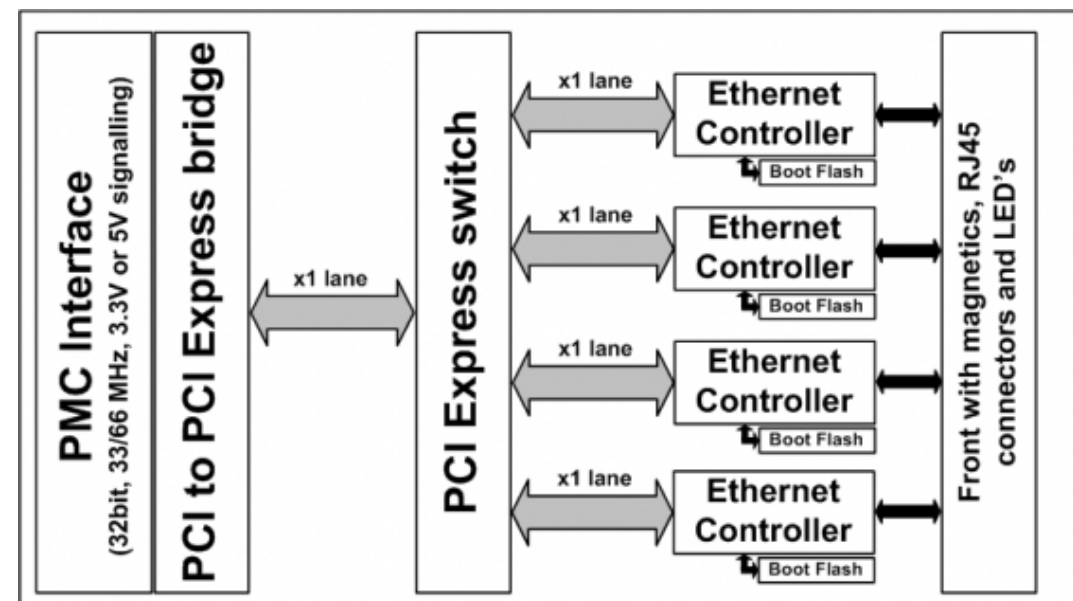 PMC Interface
(32bit, 33/66 MHz, 3.3V or 5V signalling)
PCI to PCI Express bridge
x1 lane
PCI Express switch
x1 lane
Ethernet
Controller
Boot Flash
x1 lane
Ethernet
Controller
Boot Flash
x1 lane
Ethernet
Controller
Boot Flash
x1 lane
Ethernet
Controller
Boot Flash
Front with magnetics, RJ45
connectors and LED's